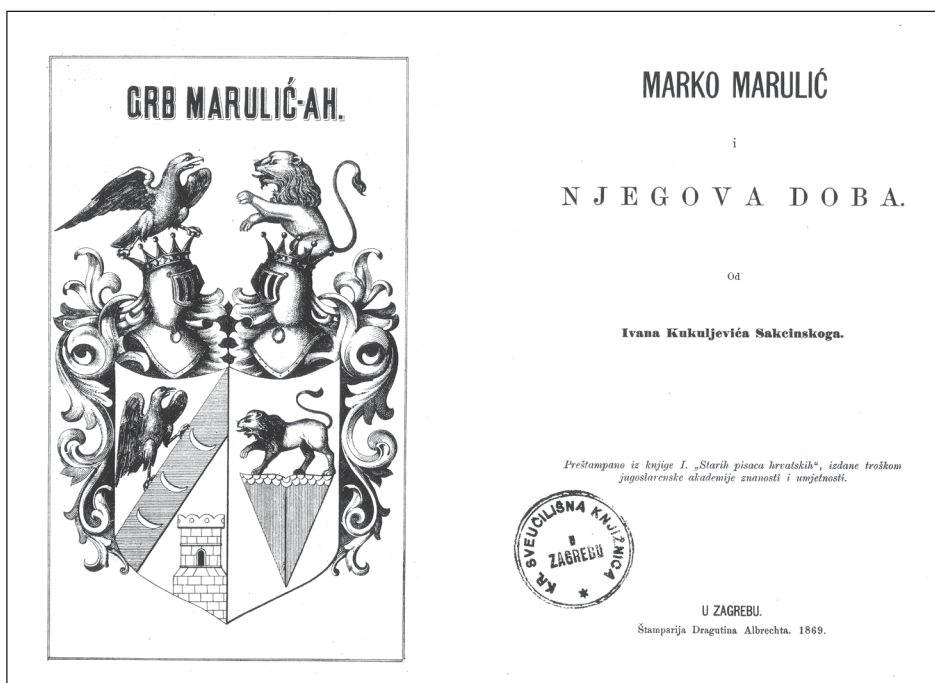 GRB MARULIĆ-AH.
MARKO MARULIĆ
i
NJEGOVA DOBA.
Od
Ivana Kukuljevića Sakcinskoga.
Preštampano iz knjige I. „Starih pisaca hrvatskih“, izdane troškom
jugoslavenske akademije znanosti i umjetnosti.
KR. SVEUČILIŠNA KNJIŽNICA
U
ZAGREBU
U ZAGREBU.
Štamparija Dragutina Albrechta. 1869.